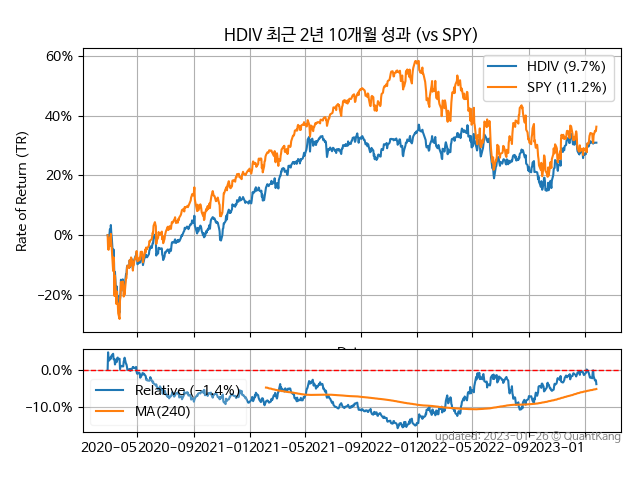 HDIV 최근 2년 10개월 성과 (vs SPY)
Rate of Return (TR)
60%
40%
20%
0%
−20%
HDIV (9.7%)
SPY (11.2%)
0.0%
−10.0%
Relative (−1.4%)
MA(240)
2020−05
2020−09
2021−01
2021−05
2021−09
2022−01
2022−05
2022−09
2023−01
updated: 2023−01−26 © QuantKang